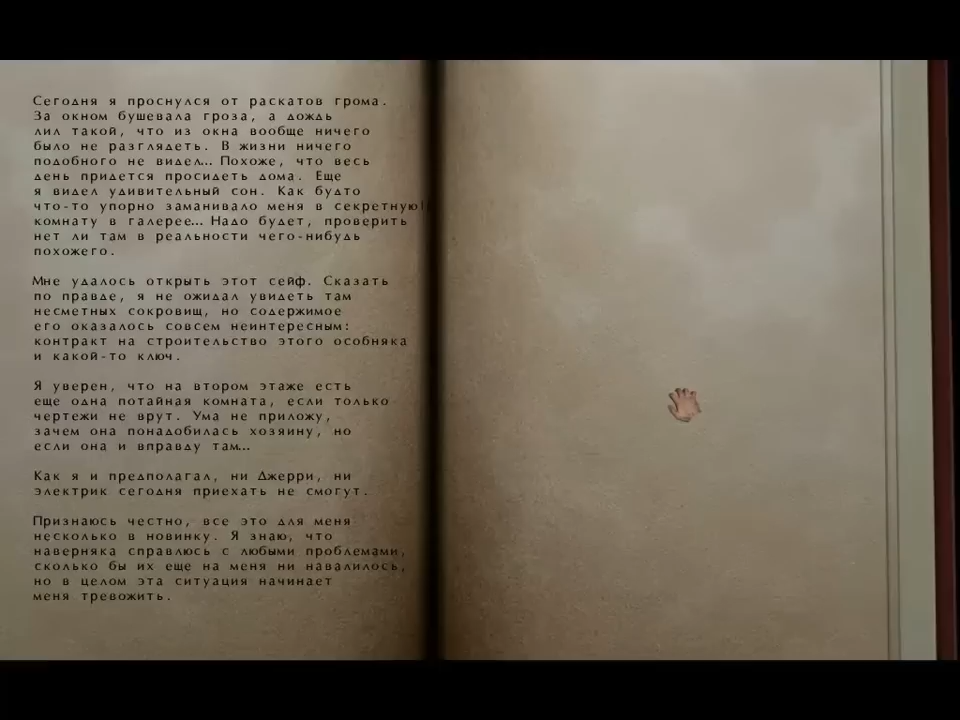 Сегодня я проснулся от раскатов грома.
За окном бушевала гроза, а дождь
лил такой, что из окна вообще ничего
было не разглядеть. В жизни ничего
подобного не видел... Похоже, что весь
день придется просидеть дома. Еще
я видел удивительный сон. Как будто
что-то упорно заманивало меня в секретную
комнату в галерее... Надо будет, проверить
нет ли там в реальности чего-нибудь
похожего.
Мне удалось открыть этот сейф. Сказать
по правде, я не ожидал увидеть там
несметных сокровищ, но содержимое
его оказалось совсем неинтересным:
контракт на строительство этого особняка
и какой-то ключ.
Я уверен, что на втором этаже есть
еще одна потайная комната, если только
чертежи не врут. Ума не приложу,
зачем она понадобилась хозяину, но
если она и вправду там...
Как я и предполагал, ни Джерри, ни
электрик сегодня приехать не смогут.
Признаюсь честно, все это для меня
несколько в новинку. Я знаю, что
наверняка справлюсь с любыми проблемами,
сколько бы их еще на меня ни навалилось,
но в целом эта ситуация начинает
меня тревожить.